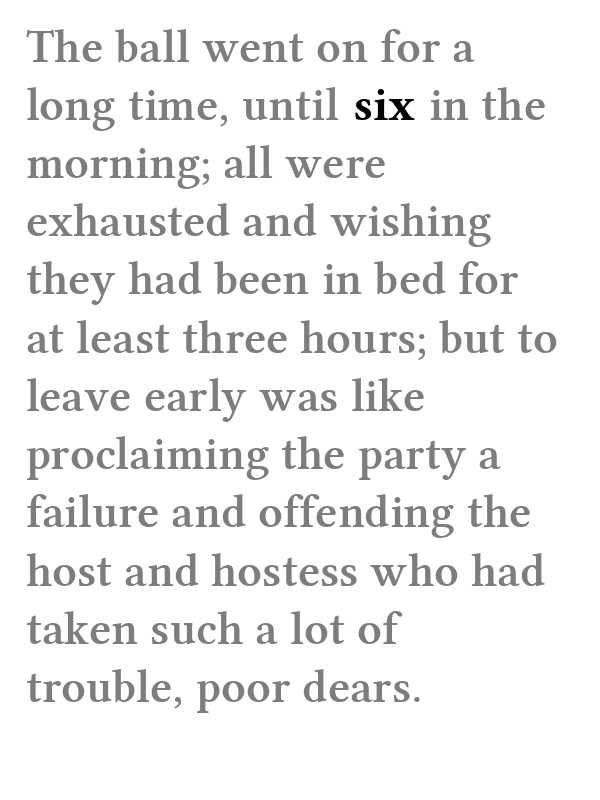 The ball went on for a
long time, until six in the
morning; all were
exhausted and wishing
they had been in bed for
at least three hours; but to
leave early was like
proclaiming the party a
failure and offending the
host and hostess who had
taken such a lot of
trouble, poor dears.